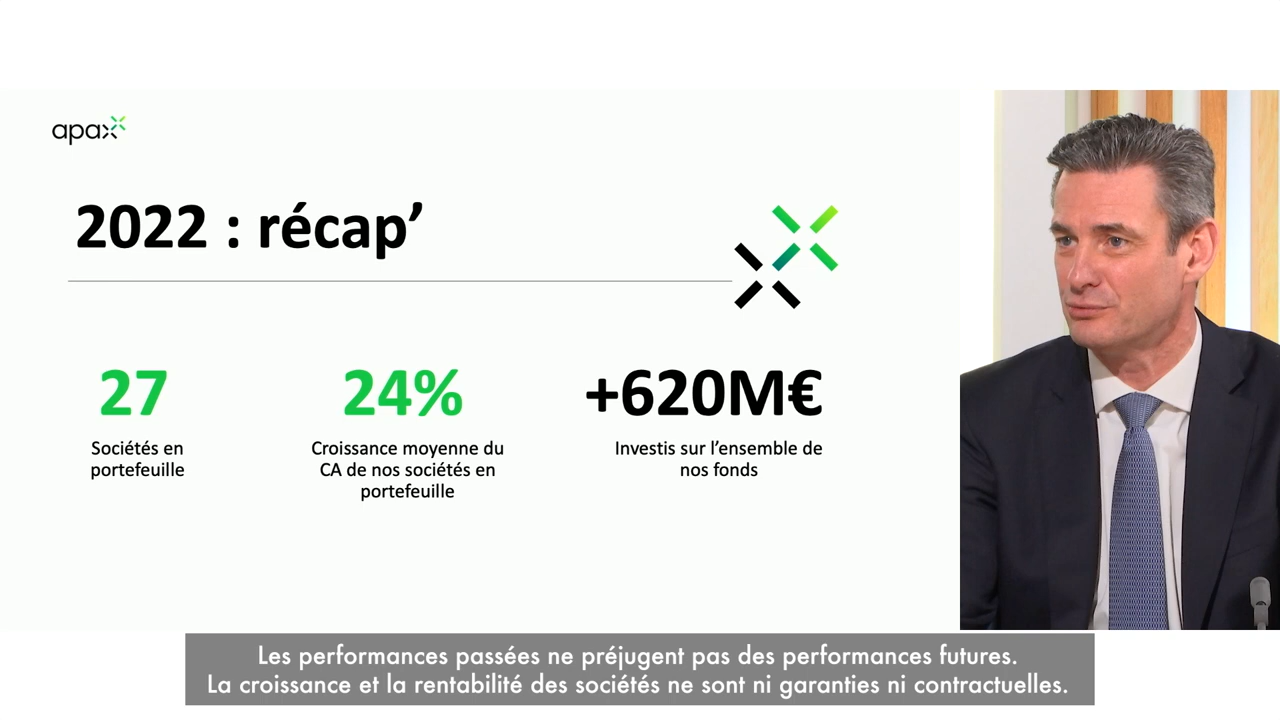 apax
2022 : récap’
27
Sociétés en
portefeuille
24%
Croissance moyenne du
CA de nos sociétés en
portefeuille
+620M€
Investis sur l’ensemble de
nos fonds
Les performances passées ne préjugent pas des performances futures.
La croissance et la rentabilité des sociétés ne sont ni garanties ni contractuelles.